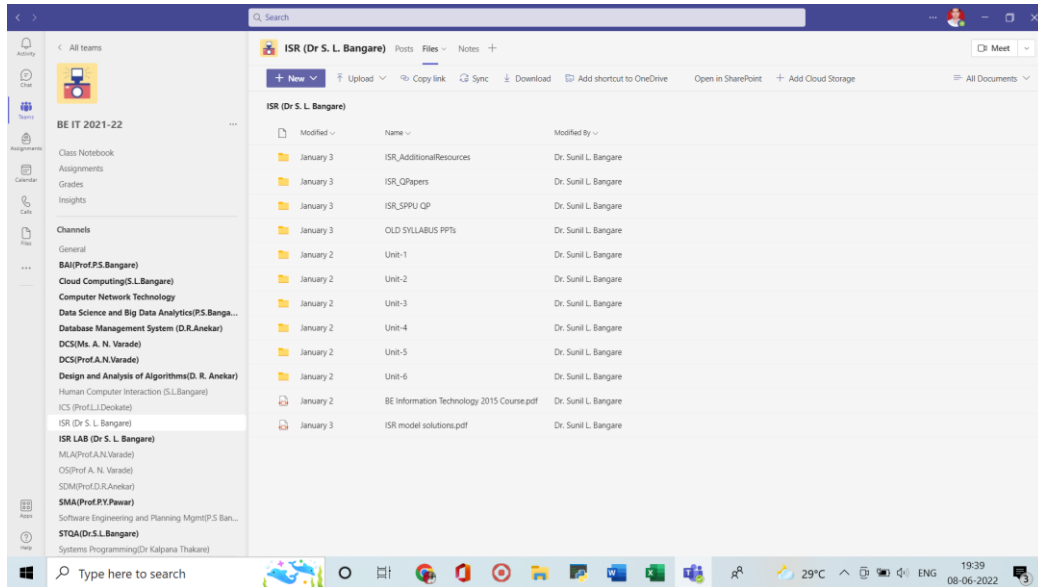 Search
ISR (Dr S. L. Bangare) Posts Files Notes
Meet
Activity
Chat
Teams
Assignments
Calendar
Calls
Files
Apps
Help
All teams
BE IT 2021-22
Class Notebook
Assignments
Grades
Insights
Channels
General
BAI(Prof.P.S.Bangare)
Cloud Computing(S.L.Bangare)
Computer Network Technology
Data Science and Big Data Analytics(P.S.Banga...
Database Management System (D.R.Anekar)
DCS(Ms. A. N. Varade)
DCS(Prof.A.N.Varade)
Design and Analysis of Algorithms(D. R. Anekar)
Human Computer Interaction (S.L.Bangare)
ICS (Prof.L.J.Deokate)
ISR (Dr S. L. Bangare)
ISR LAB (Dr S. L. Bangare)
MLA(Prof.A.N.Varade)
OS(Prof A. N. Varade)
SDM(Prof.D.R.Anekar)
SMA(Prof.P.Y.Pawar)
Software Engineering and Planning Mgmt(P.S Ban...
STQA(Dr.S.L.Bangare)
Systems Programming(Dr Kalpana Thakare)
+ New Upload Copy link Sync Download Add shortcut to OneDrive Open in SharePoint + Add Cloud Storage All Documents
ISR (Dr S. L. Bangare)
Modified Name Modified By
January 3 ISR_AdditionalResources Dr. Sunil L. Bangare
January 3 ISR_QPapers Dr. Sunil L. Bangare
January 3 ISR_SPPU QP Dr. Sunil L. Bangare
January 3 OLD SYLLABUS PPTs Dr. Sunil L. Bangare
January 2 Unit-1 Dr. Sunil L. Bangare
January 2 Unit-2 Dr. Sunil L. Bangare
January 2 Unit-3 Dr. Sunil L. Bangare
January 2 Unit-4 Dr. Sunil L. Bangare
January 2 Unit-5 Dr. Sunil L. Bangare
January 2 Unit-6 Dr. Sunil L. Bangare
January 2 BE Information Technology 2015 Course.pdf Dr. Sunil L. Bangare
January 3 ISR model solutions.pdf Dr. Sunil L. Bangare
Type here to search
29°C ENG 19:39
08-06-2022
3